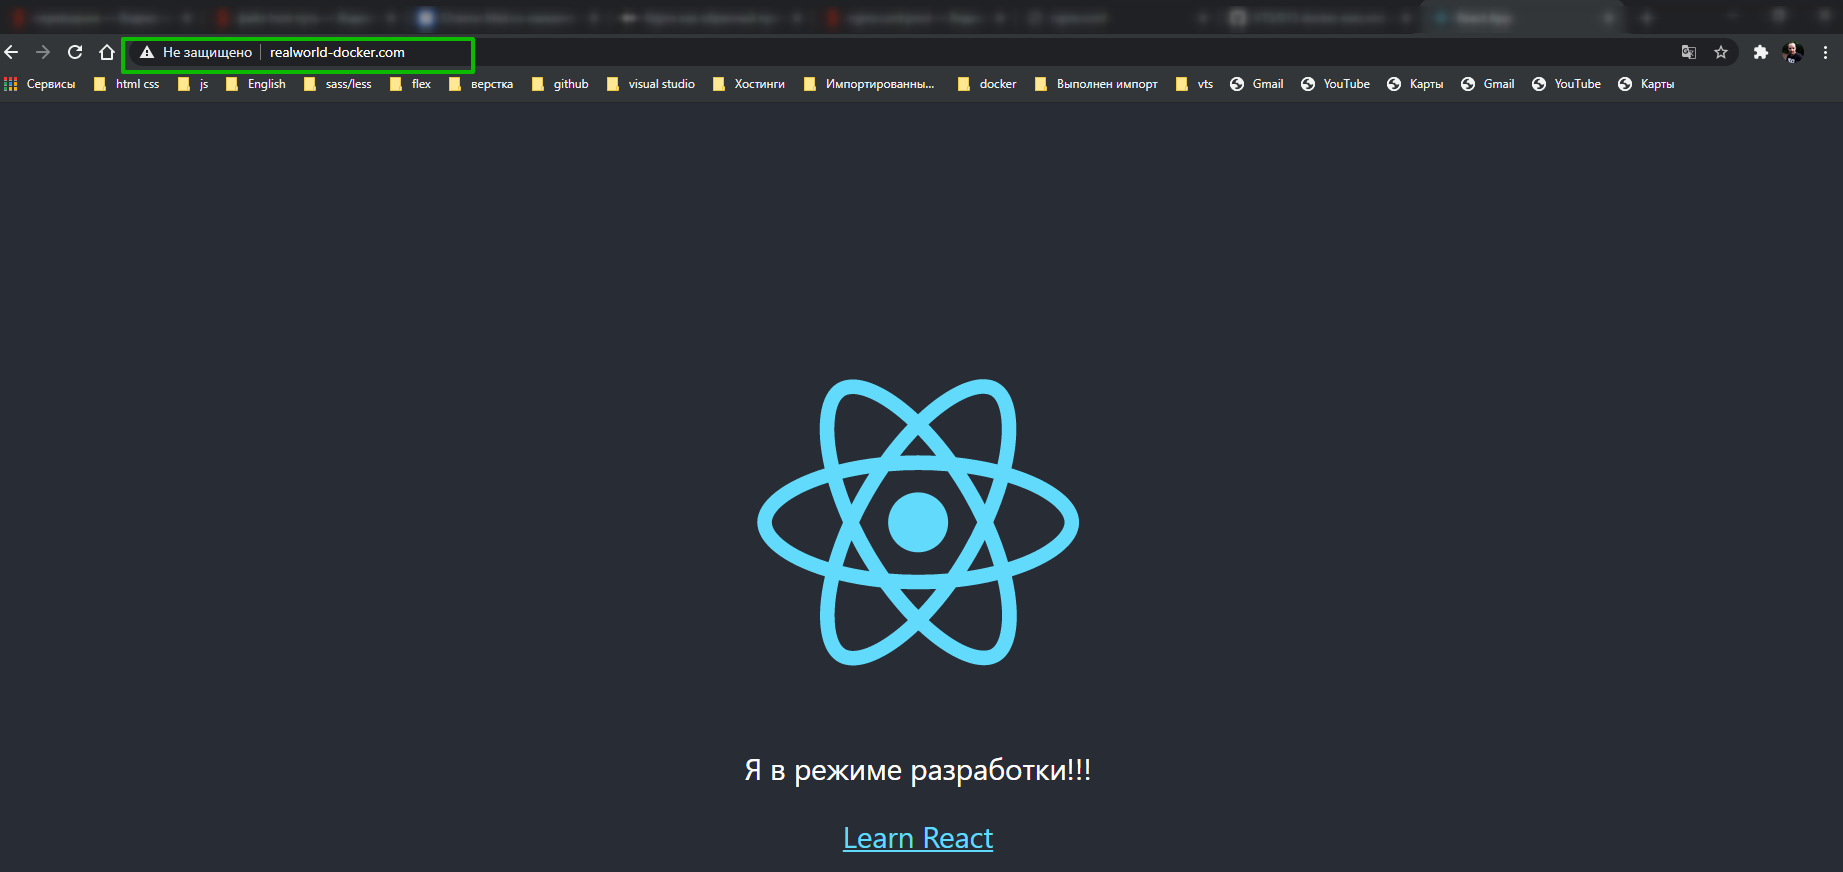 Не защищено realworld-docker.com
Сервисы html css js English sass/less flex верстка github visual studio Хостинги Импортированны... docker Выполнен импорт vts Gmail YouTube Карты Gmail YouTube Карты
Я в режиме разработки!!!
Learn React